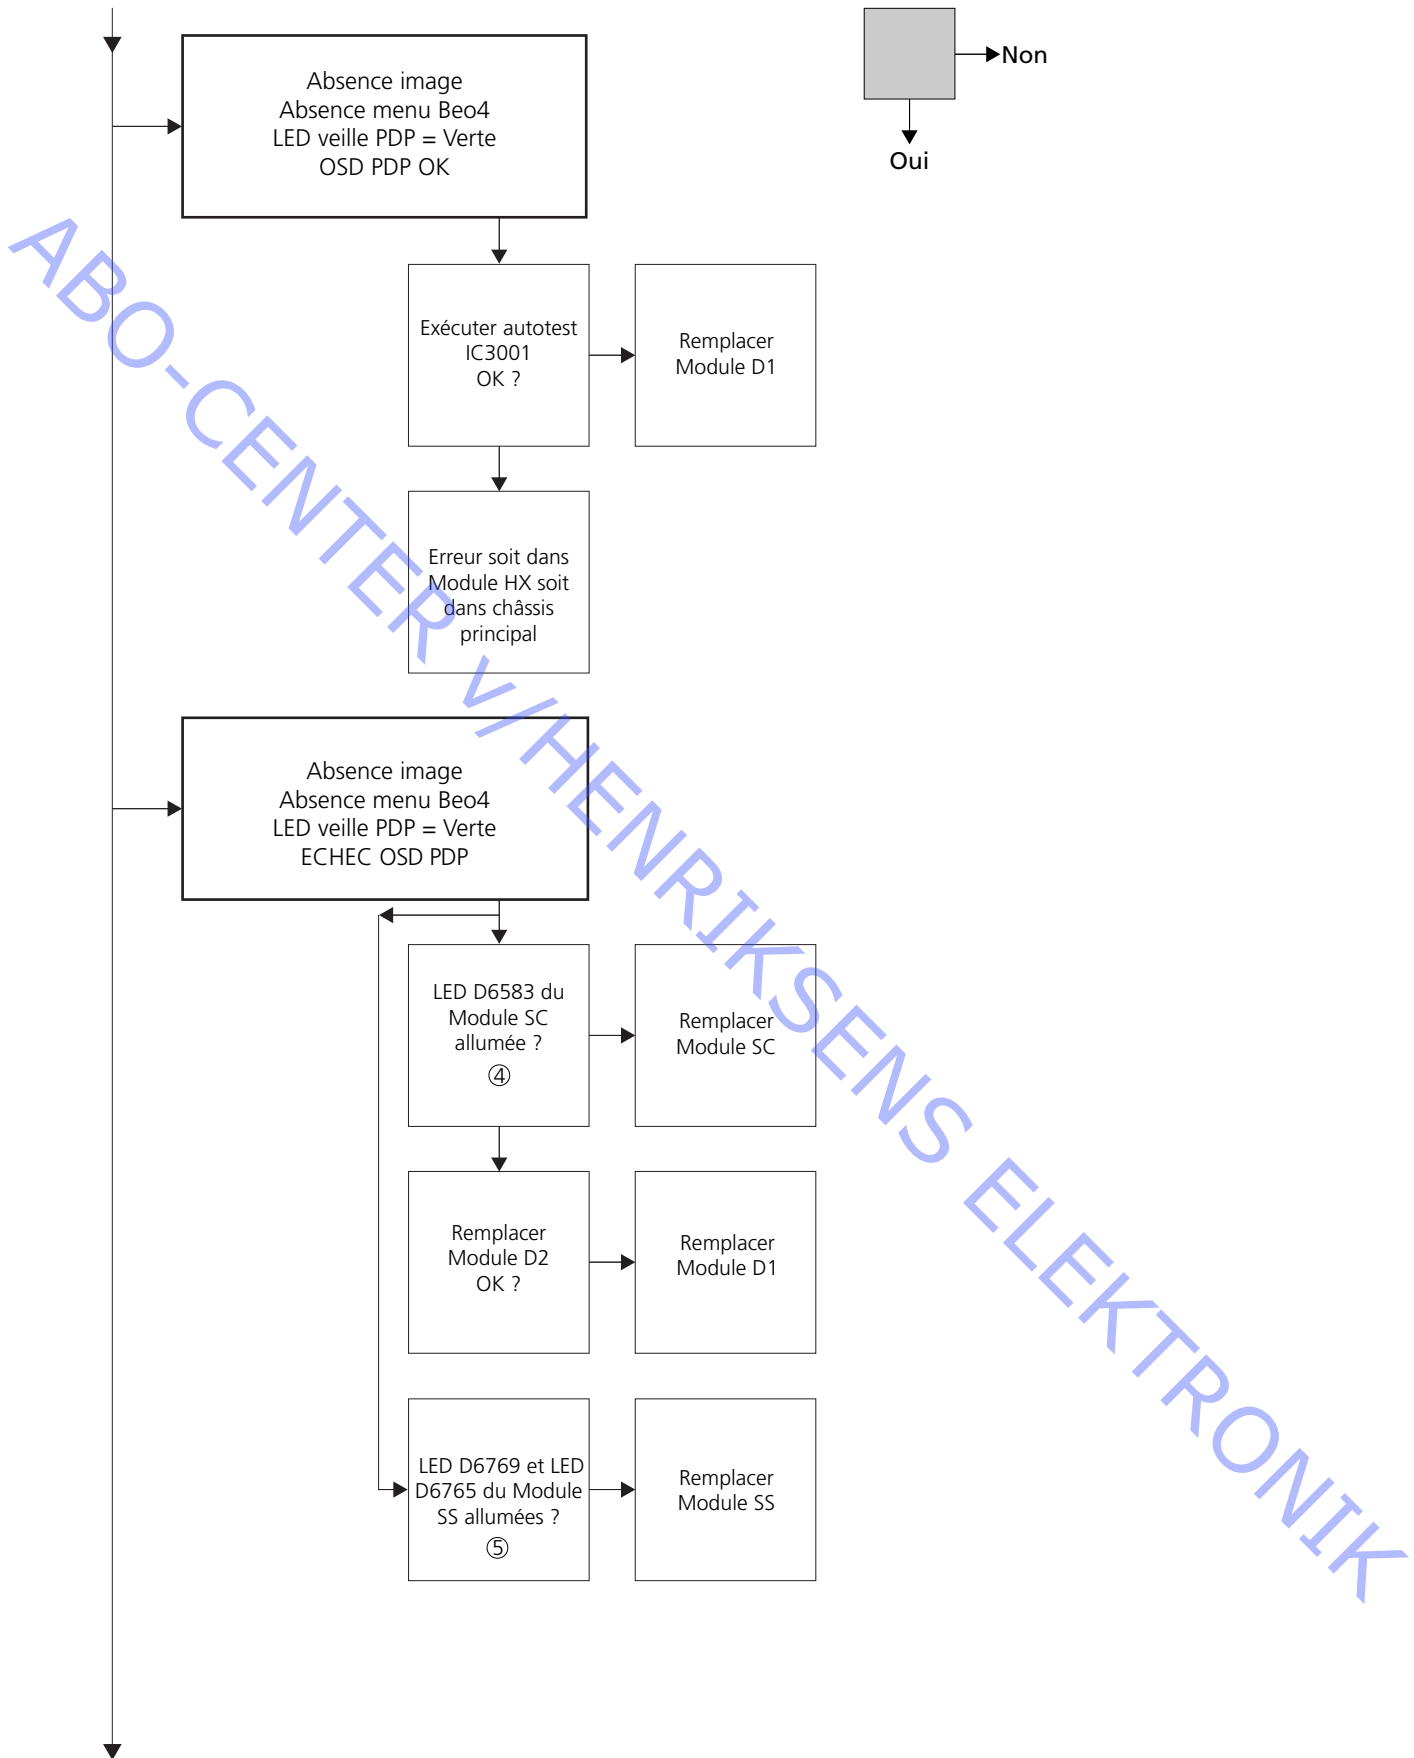 Non
Oui
Absence image
Absence menu Beo4
LED veille PDP = Verte
OSD PDP OK
Exécuter autotest
IC3001
OK ?
Remplacer
Module D1
Erreur soit dans
Module HX soit
dans châssis
principal
Absence image
Absence menu Beo4
LED veille PDP = Verte
ECHEC OSD PDP
LED D6583 du
Module SC
allumée ?
④
Remplacer
Module SC
Remplacer
Module D2
OK ?
Remplacer
Module D1
LED D6769 et LED
D6765 du Module
SS allumées ?
⑤
Remplacer
Module SS
ABO-CENTER v/HENRIKSENS ELEKTRONIK